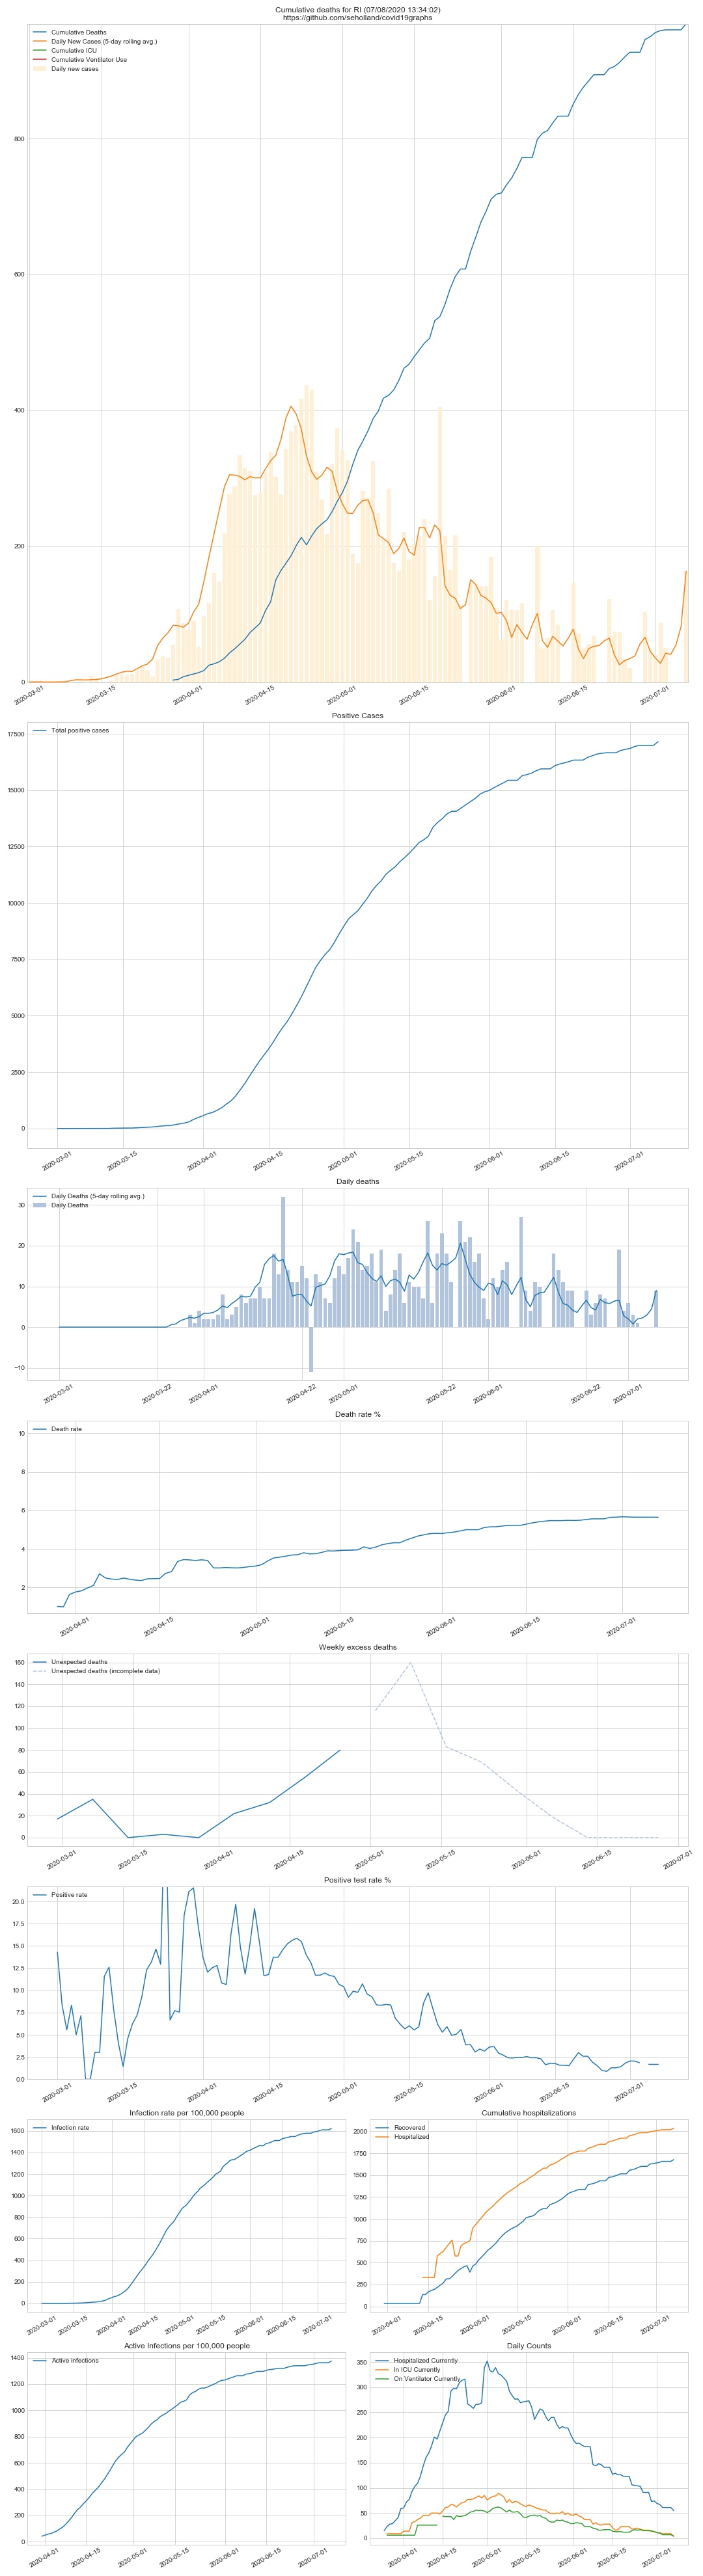 Cumulative deaths for RI (07/08/2020 13:34:02)
https://github.com/seholland/covid19graphs
Cumulative Deaths
Daily New Cases (5-day rolling avg.)
Cumulative ICU
Cumulative Ventilator Use
Daily new cases
800
600
400
200
0
2020-03-01 2020-03-15 2020-04-01 2020-04-15 2020-05-01 2020-05-15 2020-06-01 2020-06-15 2020-07-01
Positive Cases
Total positive cases
17500
15000
12500
10000
7500
5000
2500
0
2020-03-01 2020-03-15 2020-04-01 2020-04-15 2020-05-01 2020-05-15 2020-06-01 2020-06-15 2020-07-01
Daily deaths
Daily Deaths (5-day rolling avg.)
Daily Deaths
30
20
10
0
−10
2020-03-01 2020-03-22 2020-04-01 2020-04-22 2020-05-01 2020-05-22 2020-06-01 2020-06-22 2020-07-01
Death rate %
Death rate
10
8
6
4
2
2020-04-01 2020-04-15 2020-05-01 2020-05-15 2020-06-01 2020-06-15 2020-07-01
Weekly excess deaths
Unexpected deaths
Unexpected deaths (incomplete data)
160
140
120
100
80
60
40
20
0
2020-03-01 2020-03-15 2020-04-01 2020-04-15 2020-05-01 2020-05-15 2020-06-01 2020-06-15 2020-07-01
Positive test rate %
Positive rate
20.0
17.5
15.0
12.5
10.0
7.5
5.0
2.5
0.0
2020-03-01 2020-03-15 2020-04-01 2020-04-15 2020-05-01 2020-05-15 2020-06-01 2020-06-15 2020-07-01
Infection rate per 100,000 people
Infection rate
1600
1400
1200
1000
800
600
400
200
0
2020-03-01 2020-03-15 2020-04-01 2020-04-15 2020-05-01 2020-05-15 2020-06-01 2020-06-15 2020-07-01
Cumulative hospitalizations
Recovered
Hospitalized
2000
1750
1500
1250
1000
750
500
250
0
2020-04-01 2020-04-15 2020-05-01 2020-05-15 2020-06-01 2020-06-15 2020-07-01
Active Infections per 100,000 people
Active infections
1400
1200
1000
800
600
400
200
0
2020-04-01 2020-04-15 2020-05-01 2020-05-15 2020-06-01 2020-06-15 2020-07-01
Daily Counts
Hospitalized Currently
In ICU Currently
On Ventilator Currently
350
300
250
200
150
100
50
0
2020-04-01 2020-04-15 2020-05-01 2020-05-15 2020-06-01 2020-06-15 2020-07-01